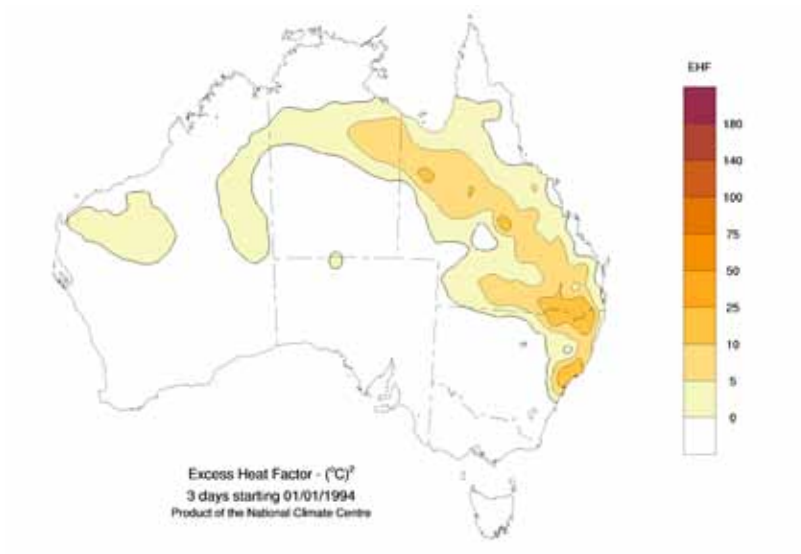 EHF
180
140
100
75
50
25
10
5
0
Excess Heat Factor - (°C)²
3 days starting 01/01/1994
Product of the National Climate Centre